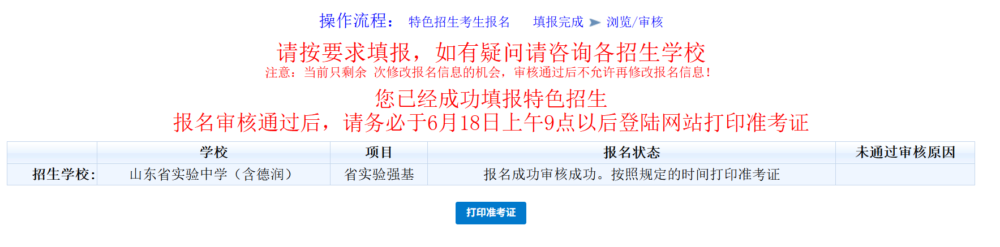 操作流程： 特色招生考生报名 填报完成 浏览/审核
请按要求填报，如有疑问请咨询各招生学校
注意：当前只剩余 次修改报名信息的机会，审核通过后不允许再修改报名信息！
您已经成功填报特色招生
报名审核通过后，请务必于6月18日上午9点以后登陆网站打印准考证
学校 项目 报名状态 未通过审核原因
招生学校: 山东省实验中学（含德润） 省实验强基 报名成功审核成功。按照规定的时间打印准考证
打印准考证